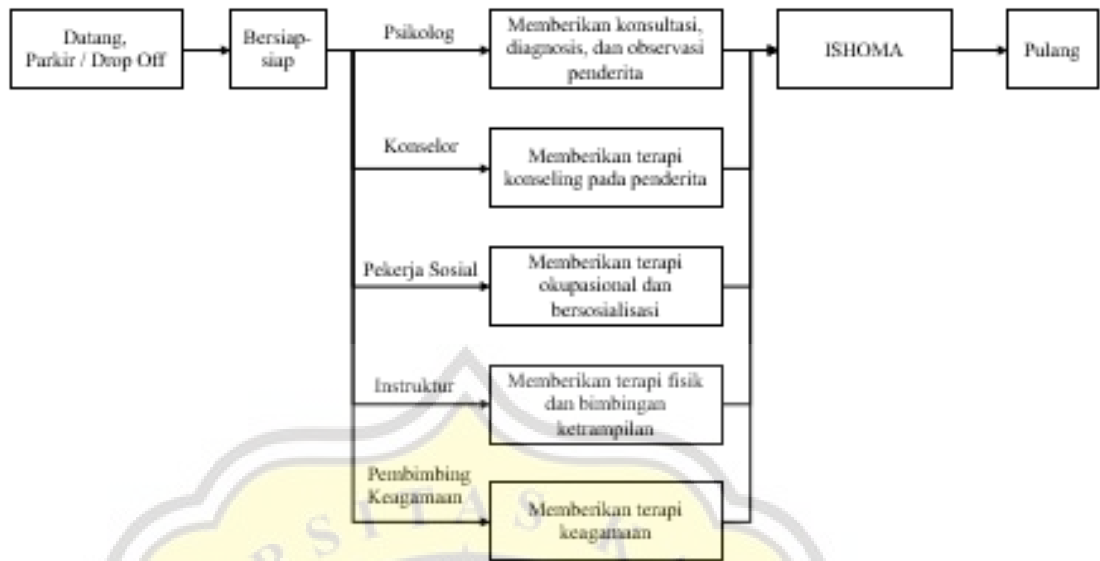 Datang,
Parkir / Drop Off
Bersiap-
siap
Psikolog
Memberikan konsultasi,
diagnosis, dan observasi
penderita
ISHOMA
Pulang
Konselor
Memberikan terapi
konseling pada penderita
Pekerja Sosial
Memberikan terapi
okupasional dan
bersosialisasi
Instruktur
Memberikan terapi fisik
dan bimbingan
ketrampilan
Pembimbing
Keagamaan
Memberikan terapi
keagamaan
R S I T A S K